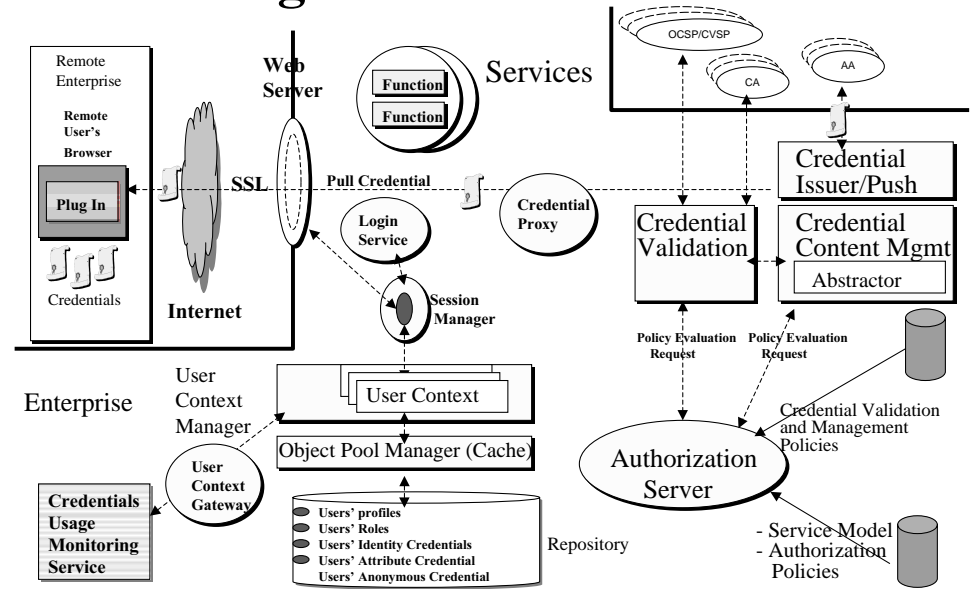 Remote
Enterprise
Remote
User's
Browser
Plug In
Credentials
SSL
Internet
Web
Server
Function
Function
Services
OCSP/CVSP
CA
AA
Pull Credential
Login
Service
Credential
Proxy
Session
Manager
Credential
Issuer/Push
Credential
Validation
Credential
Content Mgmt
Abstractor
Policy Evaluation
Request
Policy Evaluation
Request
Enterprise
User
Context
Manager
User Context
Object Pool Manager (Cache)
User
Context
Gateway
Credentials
Usage
Monitoring
Service
Users' profiles
Users' Roles
Users' Identity Credentials
Users' Attribute Credential
Users' Anonymous Credential
Repository
Authorization
Server
Credential Validation
and Management
Policies
- Service Model
- Authorization
Policies